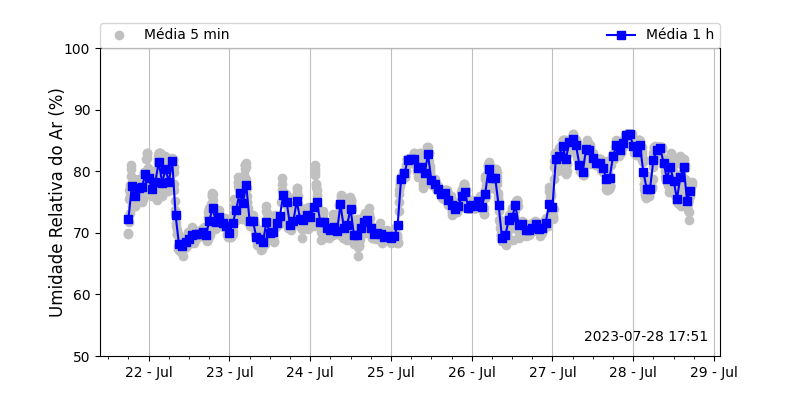 Média 5 min
Média 1 h
Umidade Relativa do Ar (%)
100
90
80
70
60
50
2023-07-28 17:51
22 - Jul
23 - Jul
24 - Jul
25 - Jul
26 - Jul
27 - Jul
28 - Jul
29 - Jul